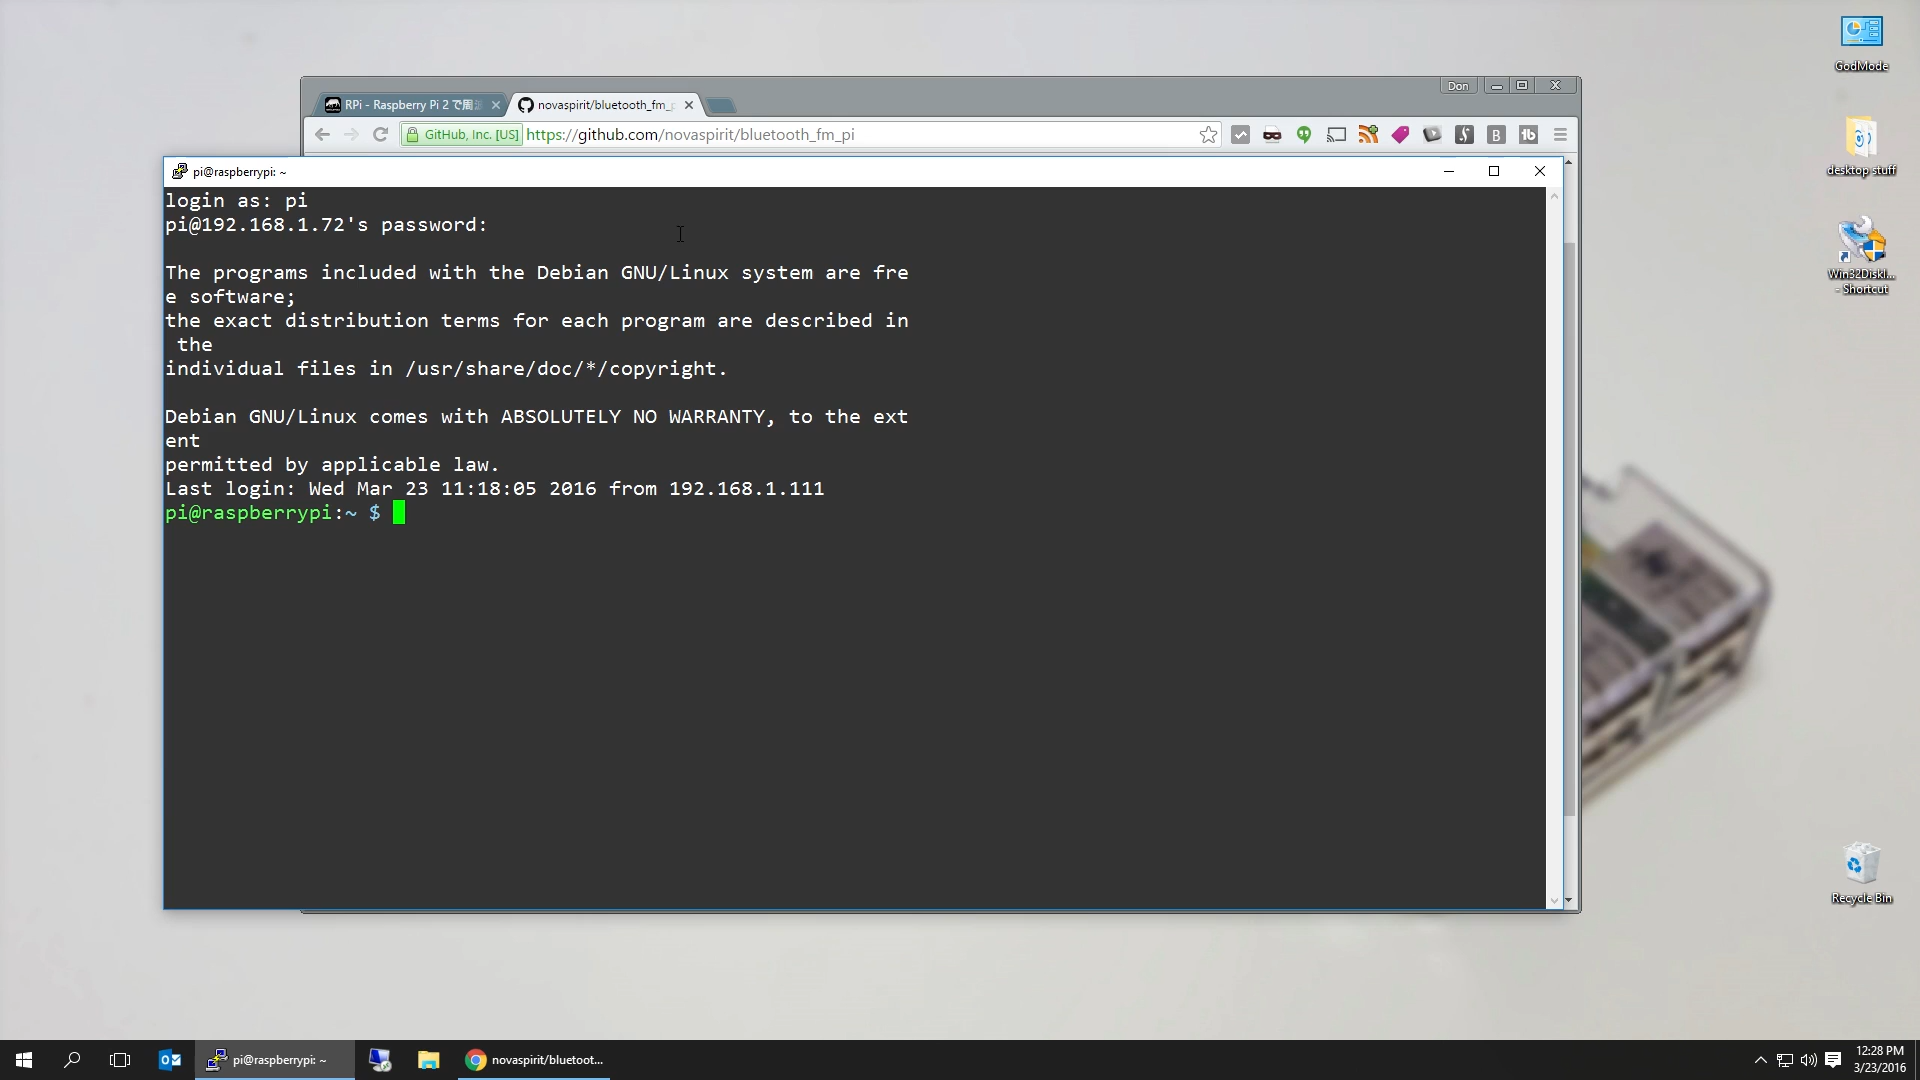 GodMode
Don
RPi - Raspberry Pi 2 で周
novaspirit/bluetooth_fm_p
GitHub, Inc. [US]
https://github.com/novaspirit/bluetooth_fm_pi
desktop stuff
pi@raspberrypi: ~
login as: pi
pi@192.168.1.72's password:
The programs included with the Debian GNU/Linux system are fre
e software;
the exact distribution terms for each program are described in
the
individual files in /usr/share/doc/*/copyright.
Debian GNU/Linux comes with ABSOLUTELY NO WARRANTY, to the ext
ent
permitted by applicable law.
Last login: Wed Mar 23 11:18:05 2016 from 192.168.1.111
pi@raspberrypi:~ $
Win32DiskI...
- Shortcut
Recycle Bin
pi@raspberrypi: ~
novaspirit/bluetoot...
12:28 PM
3/23/2016